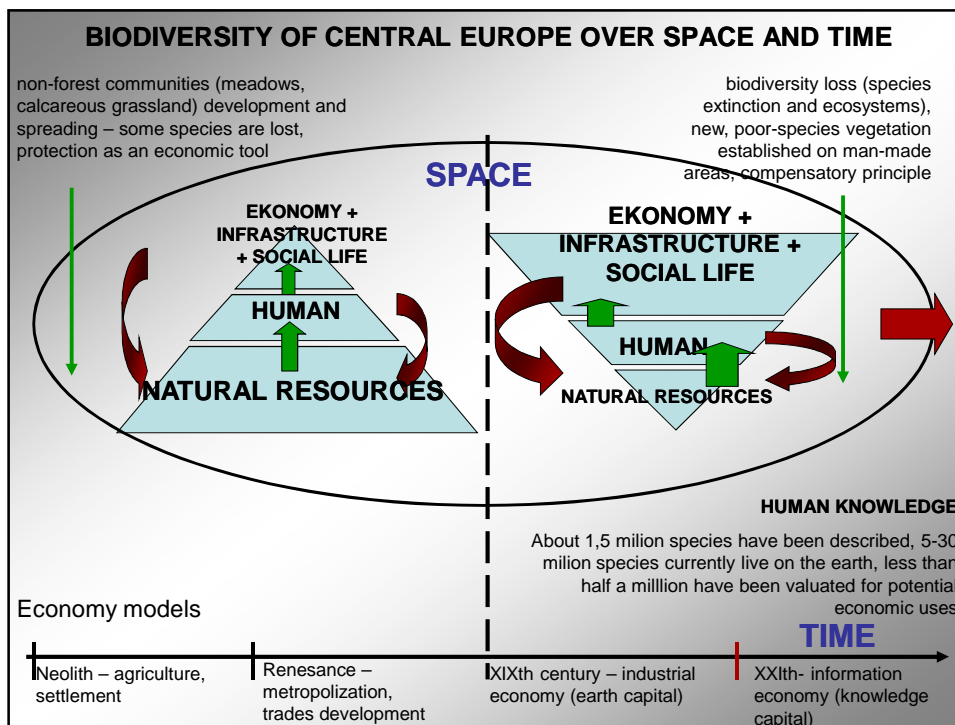 BIODIVERSITY OF CENTRAL EUROPE OVER SPACE AND TIME
non-forest communities (meadows,
calcareous grassland) development and
spreading – some species are lost,
protection as an economic tool
biodiversity loss (species
extinction and ecosystems),
new, poor-species vegetation
established on man-made
areas, compensatory principle
SPACE
EKONOMY +
INFRASTRUCTURE
+ SOCIAL LIFE
HUMAN
NATURAL RESOURCES
EKONOMY +
INFRASTRUCTURE +
SOCIAL LIFE
HUMAN
NATURAL RESOURCES
HUMAN KNOWLEDGE
About 1,5 milion species have been described, 5-30
milion species currently live on the earth, less than
half a milllion have been valuated for potential
economic uses
Economy models
TIME
Neolith – agriculture,
settlement
Renesance –
metropolization,
trades development
XIXth century – industrial
economy (earth capital)
XXIth- information
economy (knowledge
capital)